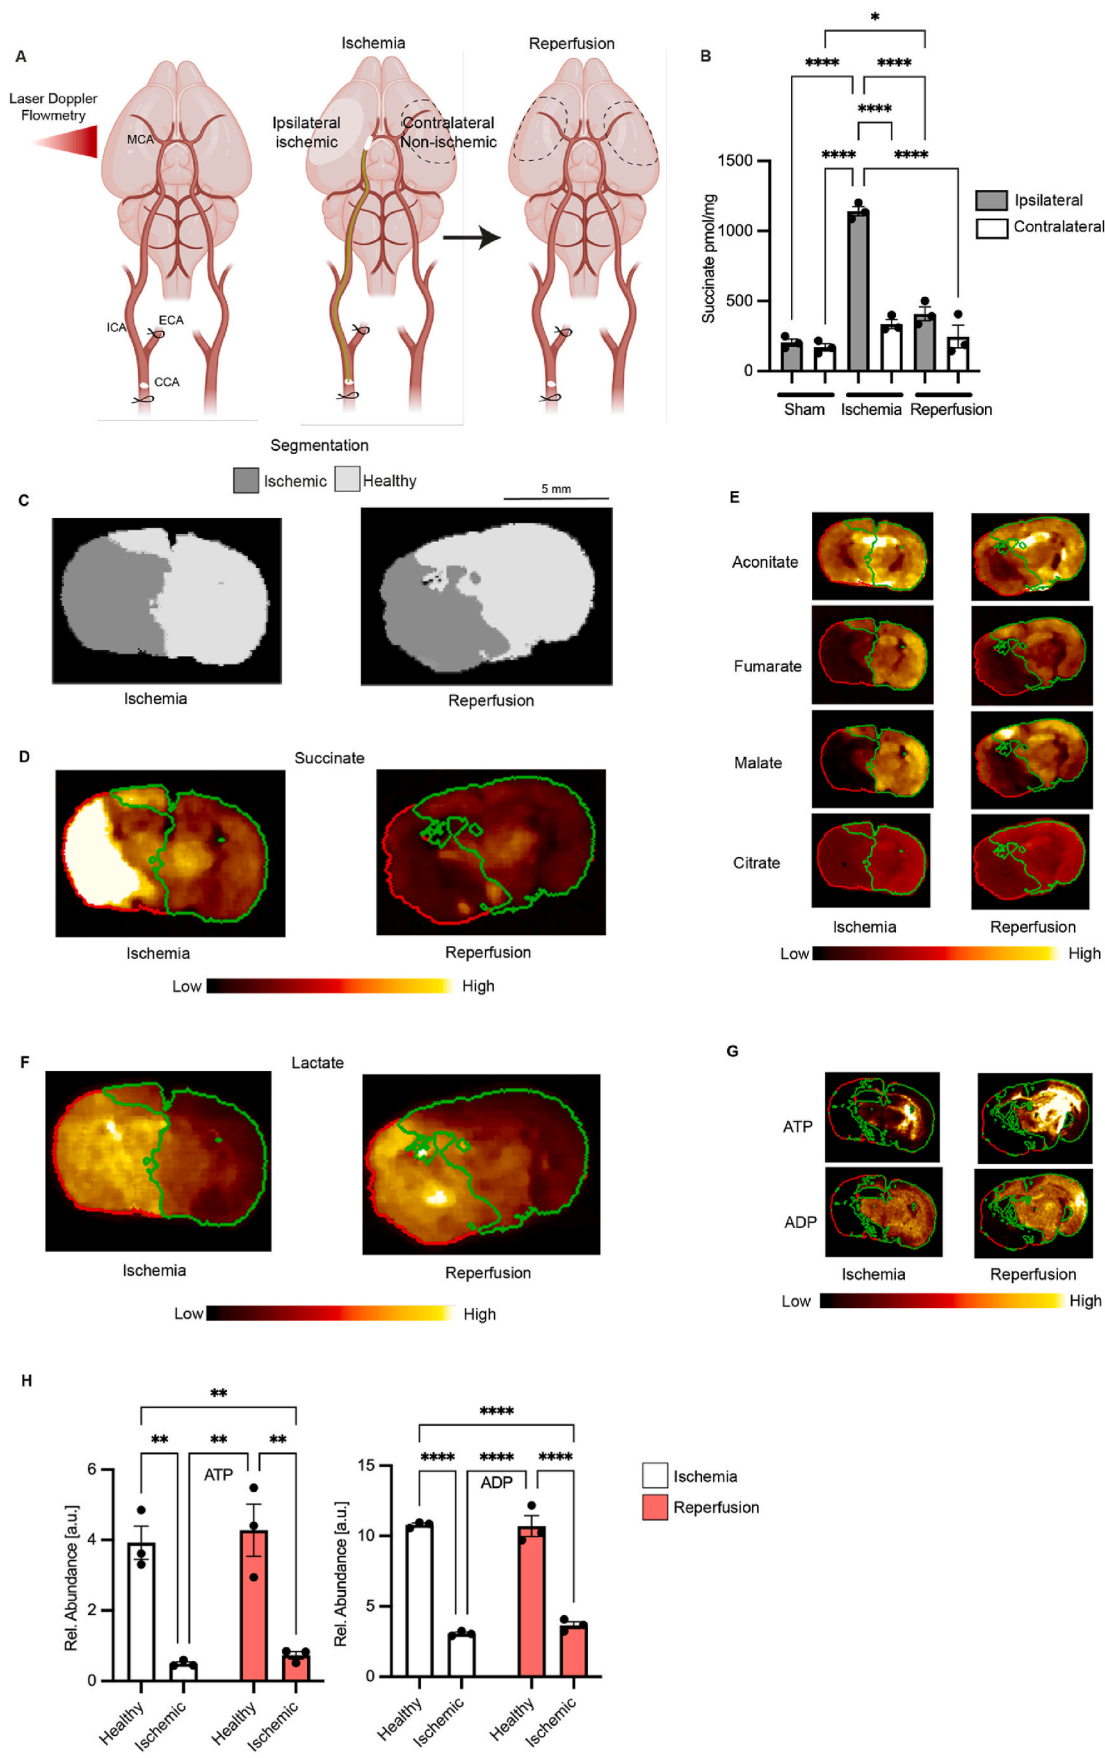 A
Laser Doppler
Flowmetry
MCA
ICA
ECA
CCA
Ischemia
Ipsilateral
ischemic
Contralateral
Non-ischemic
Reperfusion
B
*
**** ****
****
**** ****
Succinate pmol/mg
1500
1000
500
0
Ipsilateral
Contralateral
Sham Ischemia Reperfusion
Segmentation
Ischemic Healthy
C
5 mm
Ischemia
Reperfusion
D
Succinate
Ischemia
Reperfusion
Low High
E
Aconitate
Fumarate
Malate
Citrate
Ischemia Reperfusion
Low High
F
Lactate
Ischemia
Reperfusion
Low High
G
ATP
ADP
Ischemia Reperfusion
Low High
H
**
** ** **
ATP
Rel. Abundance [a.u.]
6
4
2
0
Healthy
Ischemic
Healthy
Ischemic
****
**** **** ****
ADP
Rel. Abundance [a.u.]
15
10
5
0
Healthy
Ischemic
Healthy
Ischemic
Ischemia
Reperfusion